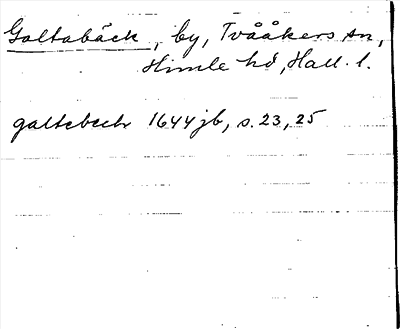 Galtabäck, by, Tvååkers sn,
Himle hd, Hall. l.
galtebeck 1644 jb, s. 23, 25